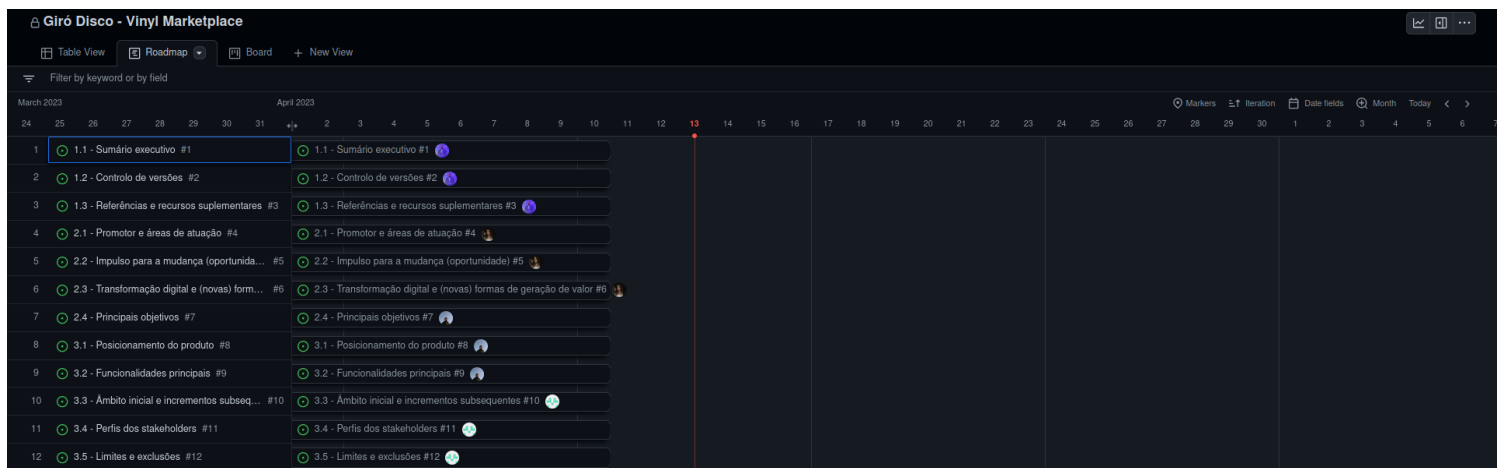 Giró Disco - Vinyl Marketplace
Table View Roadmap Board + New View
Filter by keyword or by field
March 2023 April 2023 Markers Iteration Date fields Month Today
24 25 26 27 28 29 30 31 2 3 4 5 6 7 8 9 10 11 12 13 14 15 16 17 18 19 20 21 22 23 24 25 26 27 28 29 30 1 2 3 4 5 6 7
1 1.1 - Sumário executivo #1 1.1 - Sumário executivo #1
2 1.2 - Controlo de versões #2 1.2 - Controlo de versões #2
3 1.3 - Referências e recursos suplementares #3 1.3 - Referências e recursos suplementares #3
4 2.1 - Promotor e áreas de atuação #4 2.1 - Promotor e áreas de atuação #4
5 2.2 - Impulso para a mudança (oportunida... #5 2.2 - Impulso para a mudança (oportunidade) #5
6 2.3 - Transformação digital e (novas) form... #6 2.3 - Transformação digital e (novas) formas de geração de valor #6
7 2.4 - Principais objetivos #7 2.4 - Principais objetivos #7
8 3.1 - Posicionamento do produto #8 3.1 - Posicionamento do produto #8
9 3.2 - Funcionalidades principais #9 3.2 - Funcionalidades principais #9
10 3.3 - Âmbito inicial e incrementos subseq... #10 3.3 - Âmbito inicial e incrementos subsequentes #10
11 3.4 - Perfis dos stakeholders #11 3.4 - Perfis dos stakeholders #11
12 3.5 - Limites e exclusões #12 3.5 - Limites e exclusões #12